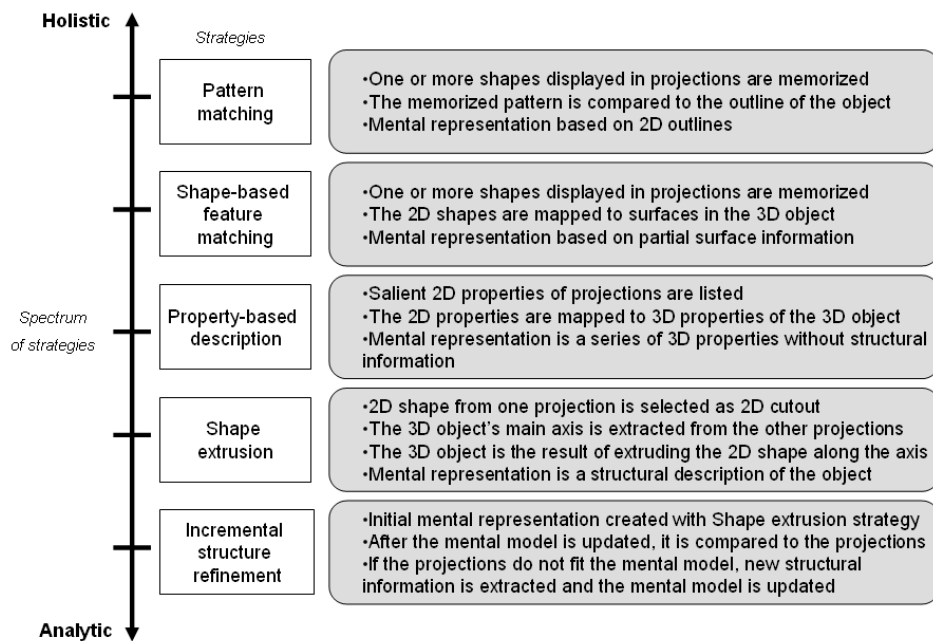 Holistic
Strategies
Pattern
matching
•One or more shapes displayed in projections are memorized
•The memorized pattern is compared to the outline of the object
•Mental representation based on 2D outlines
Shape-based
feature
matching
•One or more shapes displayed in projections are memorized
•The 2D shapes are mapped to surfaces in the 3D object
•Mental representation based on partial surface information
Spectrum
of strategies
Property-based
description
•Salient 2D properties of projections are listed
•The 2D properties are mapped to 3D properties of the 3D object
•Mental representation is a series of 3D properties without structural
information
Shape
extrusion
•2D shape from one projection is selected as 2D cutout
•The 3D object's main axis is extracted from the other projections
•The 3D object is the result of extruding the 2D shape along the axis
•Mental representation is a structural description of the object
Incremental
structure
refinement
•Initial mental representation created with Shape extrusion strategy
•After the mental model is updated, it is compared to the projections
•If the projections do not fit the mental model, new structural
information is extracted and the mental model is updated
Analytic